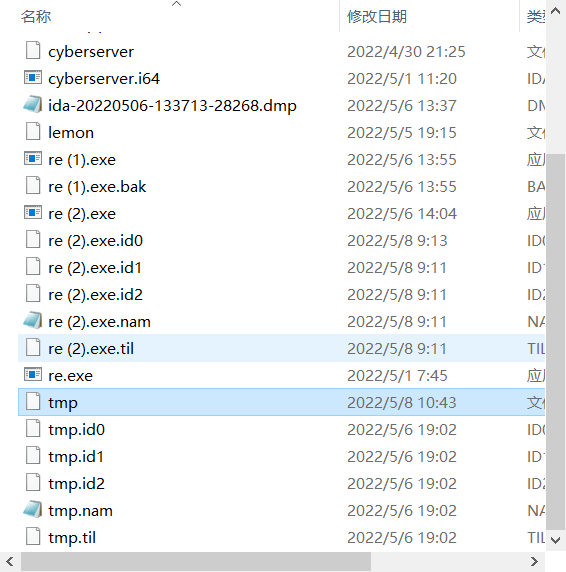 名称 修改日期 类型
cyberserver 2022/4/30 21:25 文
cyberserver.i64 2022/5/1 11:20 IDA
ida-20220506-133713-28268.dmp 2022/5/6 13:37 DM
lemon 2022/5/5 19:15 文
re (1).exe 2022/5/6 13:55 应
re (1).exe.bak 2022/5/6 13:55 BA
re (2).exe 2022/5/6 14:04 应
re (2).exe.id0 2022/5/8 9:13 ID0
re (2).exe.id1 2022/5/8 9:11 ID1
re (2).exe.id2 2022/5/8 9:11 ID2
re (2).exe.nam 2022/5/8 9:11 NA
re (2).exe.til 2022/5/8 9:11 TIL
re.exe 2022/5/1 7:45 应
tmp 2022/5/8 10:43 文
tmp.id0 2022/5/6 19:02 ID0
tmp.id1 2022/5/6 19:02 ID1
tmp.id2 2022/5/6 19:02 ID2
tmp.nam 2022/5/6 19:02 NA
tmp.til 2022/5/6 19:02 TIL